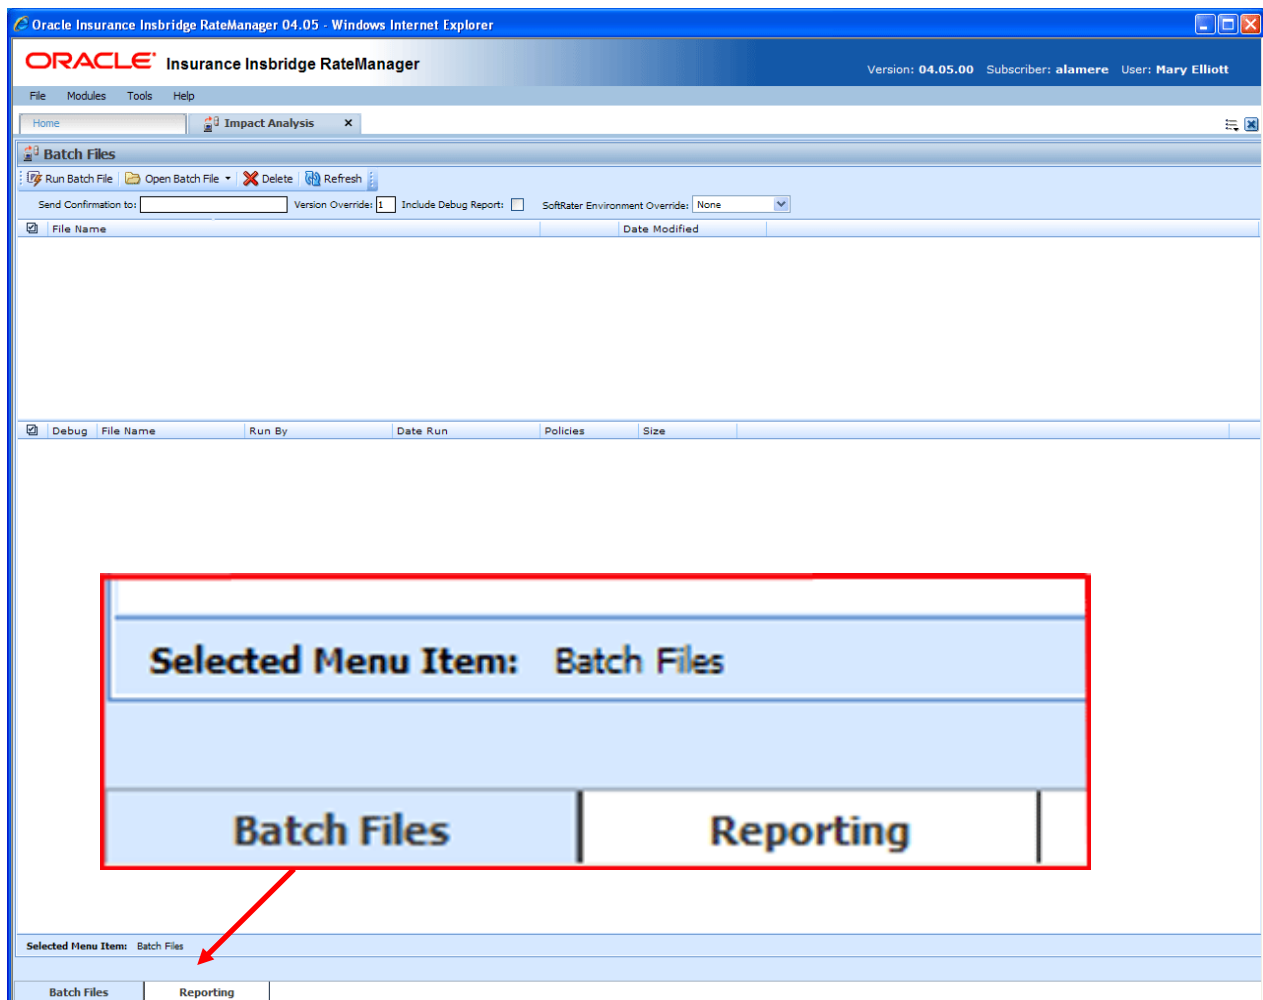 Oracle Insurance Insbridge RateManager 04.05 - Windows Internet Explorer
ORACLE Insurance Insbridge RateManager
Version: 04.05.00 Subscriber: alamere User: Mary Elliott
File Modules Tools Help
Home Impact Analysis x
Batch Files
Run Batch File Open Batch File Delete Refresh
Send Confirmation to: Version Override: 1 Include Debug Report: SoftRater Environment Override: None
File Name Date Modified
Debug File Name Run By Date Run Policies Size
Selected Menu Item: Batch Files
Batch Files Reporting
Selected Menu Item: Batch Files
Batch Files Reporting